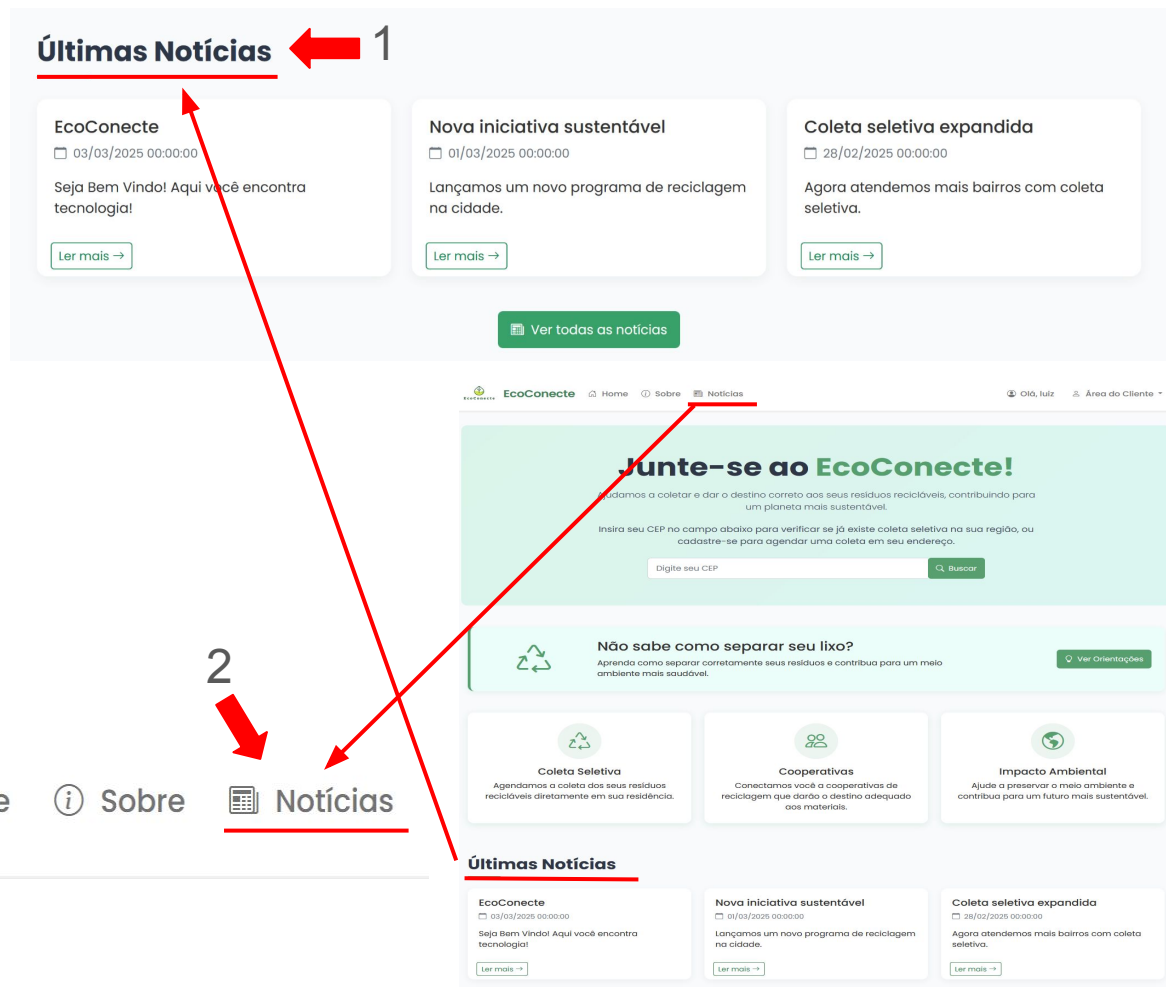 Últimas Notícias
1
EcoConecte
03/03/2025 00:00:00
Seja Bem Vindo! Aqui você encontra
tecnologia!
Ler mais →
Nova iniciativa sustentável
01/03/2025 00:00:00
Lançamos um novo programa de reciclagem
na cidade.
Ler mais →
Coleta seletiva expandida
28/02/2025 00:00:00
Agora atendemos mais bairros com coleta
seletiva.
Ler mais →
Ver todas as notícias
EcoConecte
EcoConecte Home Sobre Notícias Olá, luiz Área do Cliente
Junte-se ao EcoConecte!
Ajudamos a coletar e dar o destino correto aos seus resíduos recicláveis, contribuindo para
um planeta mais sustentável.
Insira seu CEP no campo abaixo para verificar se já existe coleta seletiva na sua região, ou
cadastre-se para agendar uma coleta em seu endereço.
Digite seu CEP
Buscar
Não sabe como separar seu lixo?
Aprenda como separar corretamente seus resíduos e contribua para um meio
ambiente mais saudável.
Ver Orientações
2
e Sobre Notícias
Coleta Seletiva
Agendamos a coleta dos seus resíduos
recicláveis diretamente em sua residência.
Cooperativas
Conectamos você a cooperativas de
reciclagem que darão o destino adequado
aos materiais.
Impacto Ambiental
Ajude a preservar o meio ambiente e
contribua para um futuro mais sustentável.
Últimas Notícias
EcoConecte
03/03/2025 00:00:00
Seja Bem Vindo! Aqui você encontra
tecnologia!
Ler mais →
Nova iniciativa sustentável
01/03/2025 00:00:00
Lançamos um novo programa de reciclagem
na cidade.
Ler mais →
Coleta seletiva expandida
28/02/2025 00:00:00
Agora atendemos mais bairros com coleta
seletiva.
Ler mais →